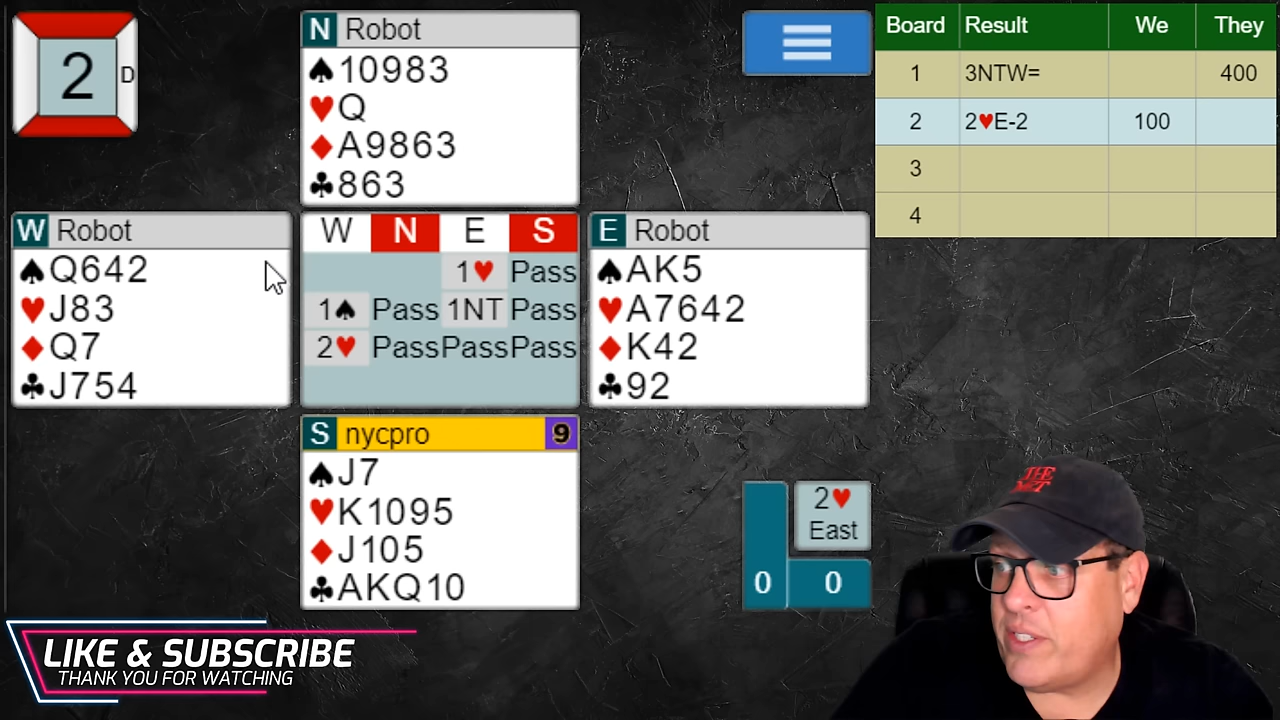 2 D
N Robot
♠10983
♥Q
♦A9863
♣863
W Robot
♠Q642
♥J83
♦Q7
♣J754
W N E S
1♥ Pass
1♠ Pass 1NT Pass
2♥ Pass Pass Pass
E Robot
♠AK5
♥A7642
♦K42
♣92
S nycpro 9
♠J7
♥K1095
♦J105
♣AKQ10
2♥
East
0 0
Board Result We They
1 3NTW= 400
2 2♥E-2 100
3
4
LIKE & SUBSCRIBE
THANK YOU FOR WATCHING